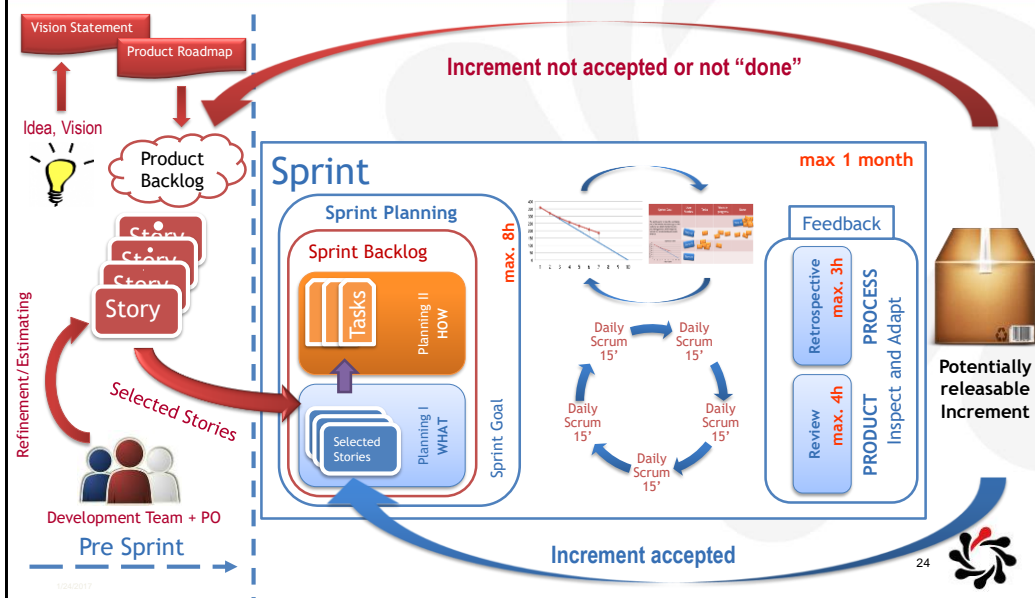 Vision Statement
Product Roadmap
Idea, Vision
Product
Backlog
Story
Story
Story
Story
Refinement/Estimating
Selected Stories
Development Team + PO
Pre Sprint
Increment not accepted or not “done”
Sprint
max 1 month
Sprint Planning
max. 8h
Sprint Backlog
Tasks
Planning II
HOW
Selected
Stories
Planning I
WHAT
Sprint Goal
Daily
Scrum
15'
Daily
Scrum
15'
Daily
Scrum
15'
Daily
Scrum
15'
Daily
Scrum
15'
Feedback
Retrospective
max. 3h
PROCESS
Review
max. 4h
PRODUCT
Inspect and Adapt
Potentially
releasable
Increment
Increment accepted
24